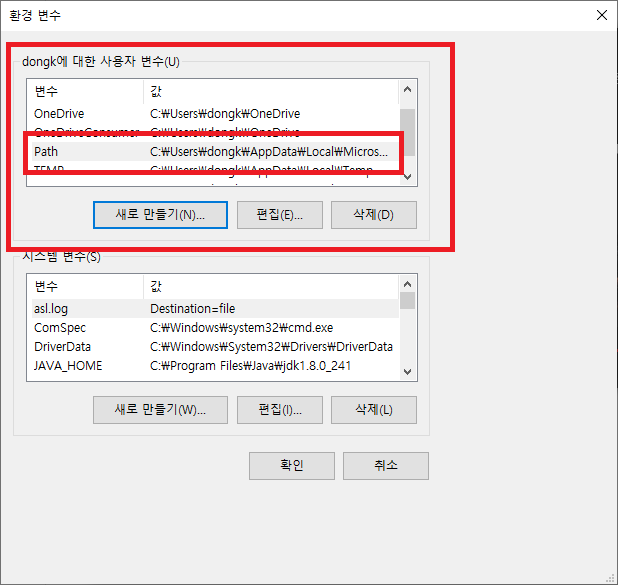 환경 변수
dongk에 대한 사용자 변수(U)
변수 값
OneDrive C:₩Users₩dongk₩OneDrive
OneDriveConsumer C:₩Users₩dongk₩OneDrive
Path C:₩Users₩dongk₩AppData₩Local₩Micros...
TEMP C:₩Users₩dongk₩AppData₩Local₩Temp
새로 만들기(N)... 편집(E)... 삭제(D)
시스템 변수(S)
변수 값
asl.log Destination=file
ComSpec C:₩Windows₩system32₩cmd.exe
DriverData C:₩Windows₩System32₩Drivers₩DriverData
JAVA_HOME C:₩Program Files₩Java₩jdk1.8.0_241
새로 만들기(W)... 편집(I)... 삭제(L)
확인 취소